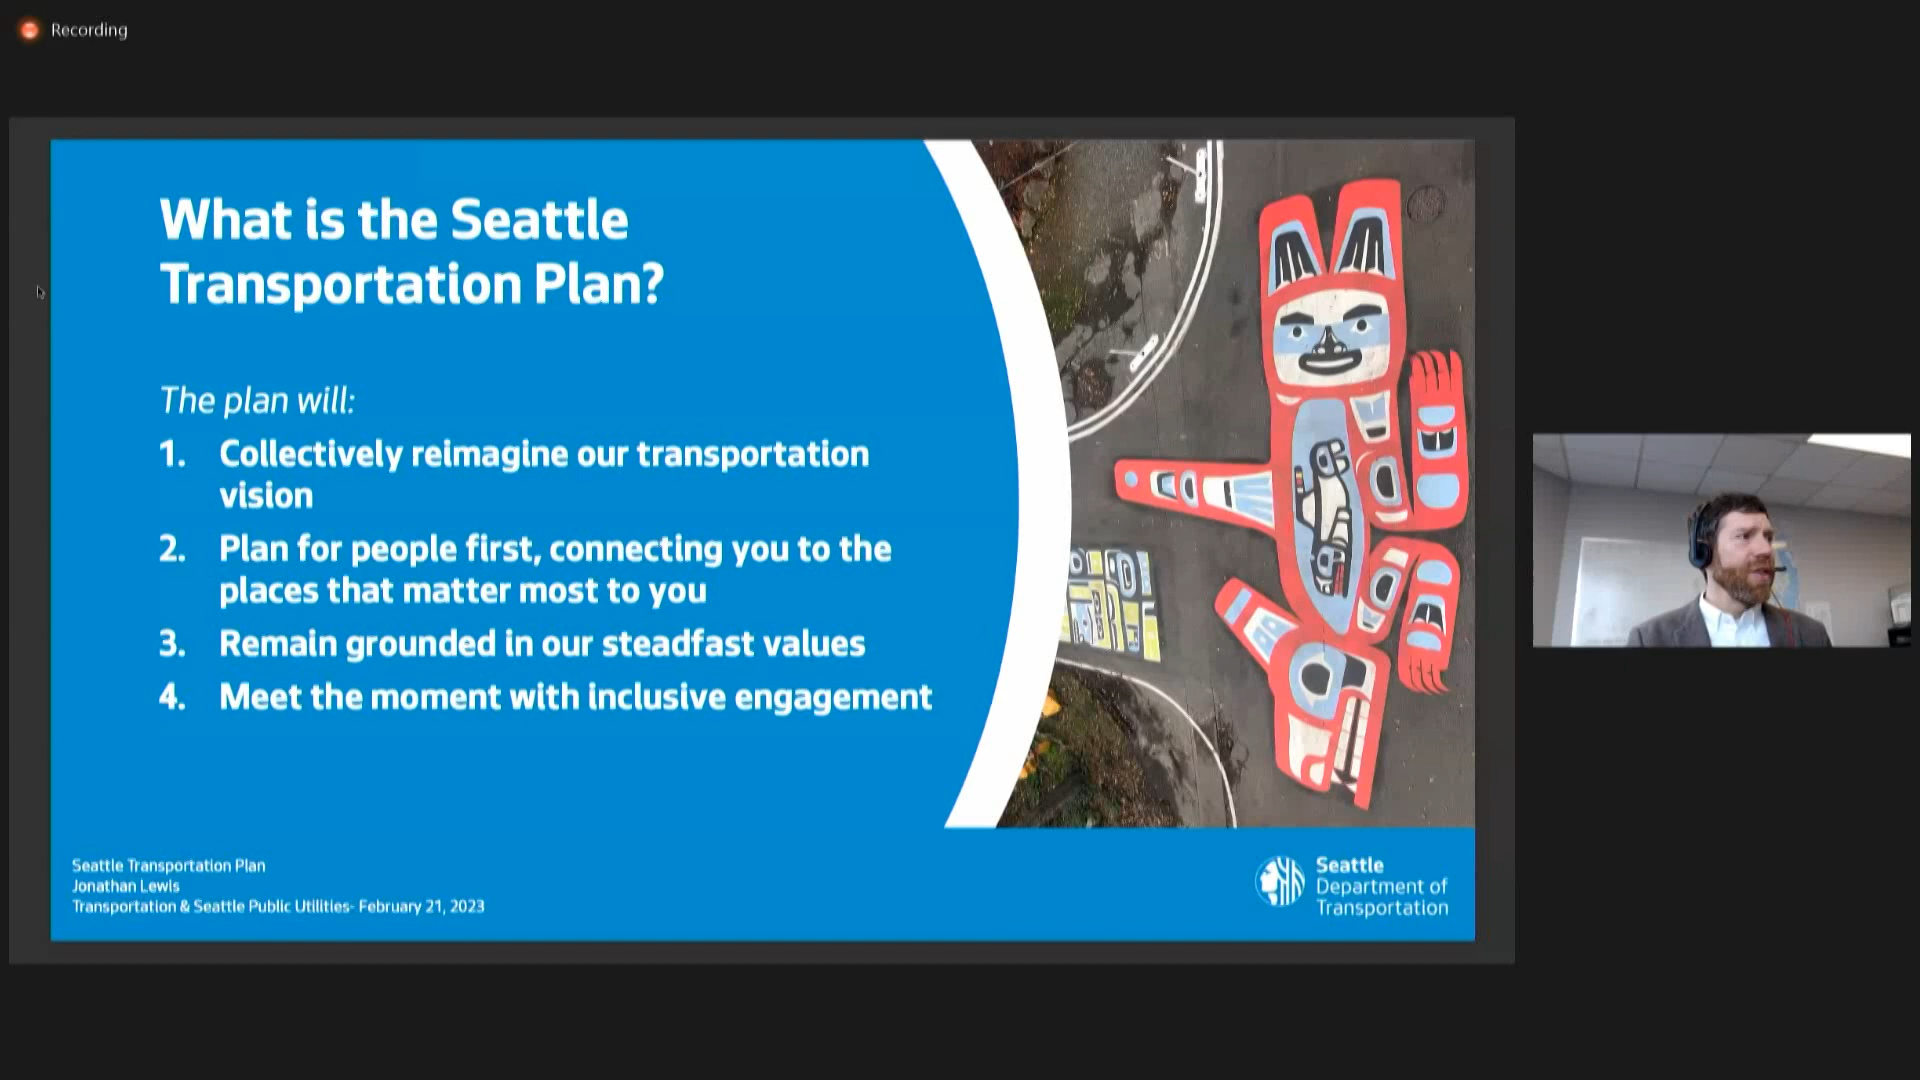 Recording
What is the Seattle
Transportation Plan?
The plan will:
1. Collectively reimagine our transportation
vision
2. Plan for people first, connecting you to the
places that matter most to you
3. Remain grounded in our steadfast values
4. Meet the moment with inclusive engagement
Seattle Transportation Plan
Jonathan Lewis
Transportation & Seattle Public Utilities- February 21, 2023
Seattle
Department of
Transportation